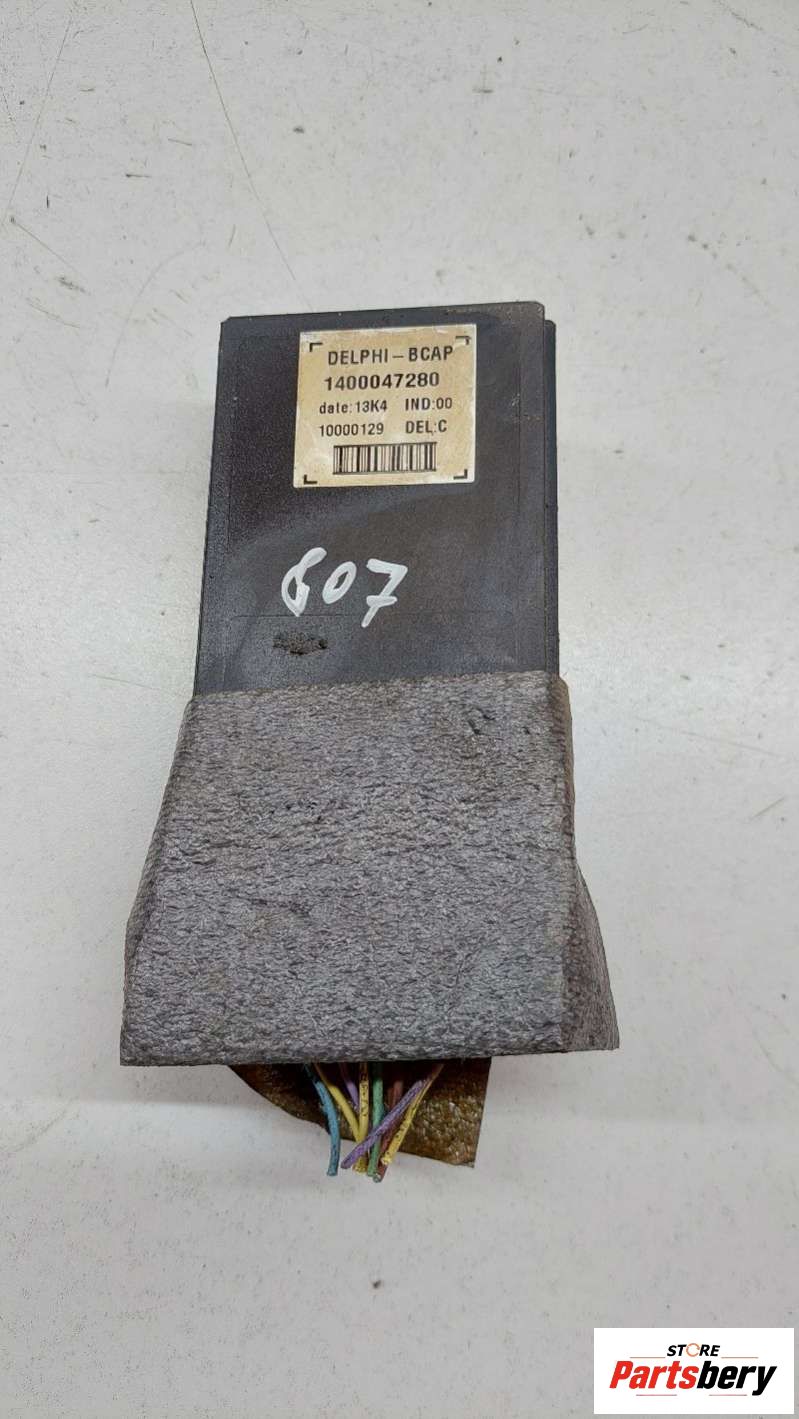 DELPHI-BCAP
1400047280
date:13K4 IND:00
10000129 DEL:C
607
STORE
Partsbery